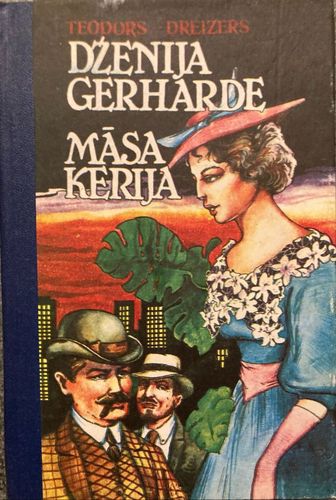 TEODORS DREIZERS
DŽENIJA
GERHARDE
MĀSA
KERIJA